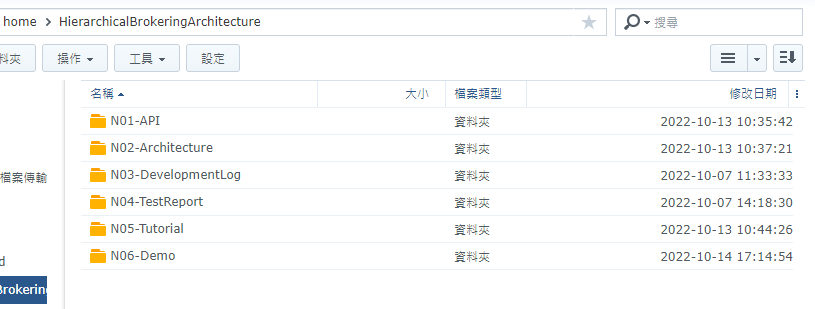 home > HierarchicalBrokeringArchitecture 搜尋
料夾 操作 工具 設定
名稱 大小 檔案類型 修改日期
N01-API 資料夾 2022-10-13 10:35:42
N02-Architecture 資料夾 2022-10-13 10:37:21
N03-DevelopmentLog 資料夾 2022-10-07 11:33:33
N04-TestReport 資料夾 2022-10-07 14:18:30
N05-Tutorial 資料夾 2022-10-13 10:44:26
N06-Demo 資料夾 2022-10-14 17:14:54
檔案傳輸
d
Brokering